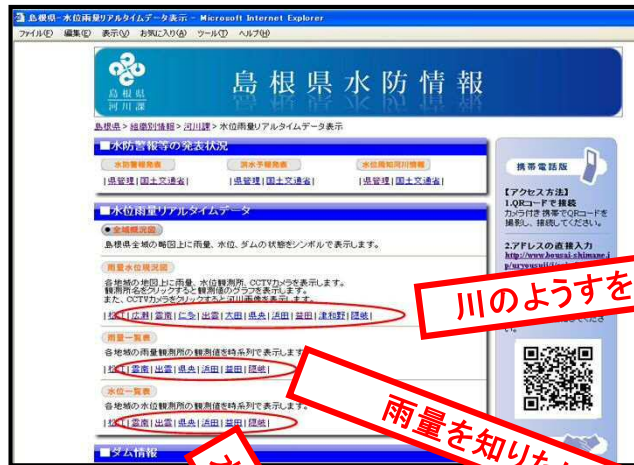 島根県-水位雨量リアルタイムデータ表示 - Microsoft Internet Explorer
ファイル(F) 編集(E) 表示(V) お気に入り(A) ツール(T) ヘルプ(H)
島根県
河川課
島根県水防情報
島根県 > 組織別情報 > 河川課 > 水位雨量リアルタイムデータ表示
■水防警報等の発表状況
水防警報発表 洪水予報発表 水位周知河川情報
|県管理|国土交通省| |県管理|国土交通省| |県管理|国土交通省|
■水位雨量リアルタイムデータ
●全域概況図
島根県全域の略図上に雨量、水位、ダムの状態をシンボルで表示します。
雨量水位現況図
各地域の地図上に雨量、水位観測所、CCTVカメラを表示します。
観測所名をクリックすると観測値のグラフを表示します。
また、CCTVカメラをクリックすると河川画像を表示します。
|松江|広瀬|雲南|仁多|出雲|大田|県央|浜田|益田|津和野|隠岐|
雨量一覧表
各地域の雨量観測所の観測値を時系列で表示します
|松江|雲南|出雲|県央|浜田|益田|隠岐|
水位一覧表
各地域の水位観測所の観測値を時系列で表示します。
|松江|雲南|出雲|県央|浜田|益田|隠岐|
■ダム情報
携帯電話版
【アクセス方法】
1.QRコードで接続
カメラ付き携帯でQRコードを
撮影し、接続してください。
2.アドレスの直接入力
川のようすを
雨量を知りた